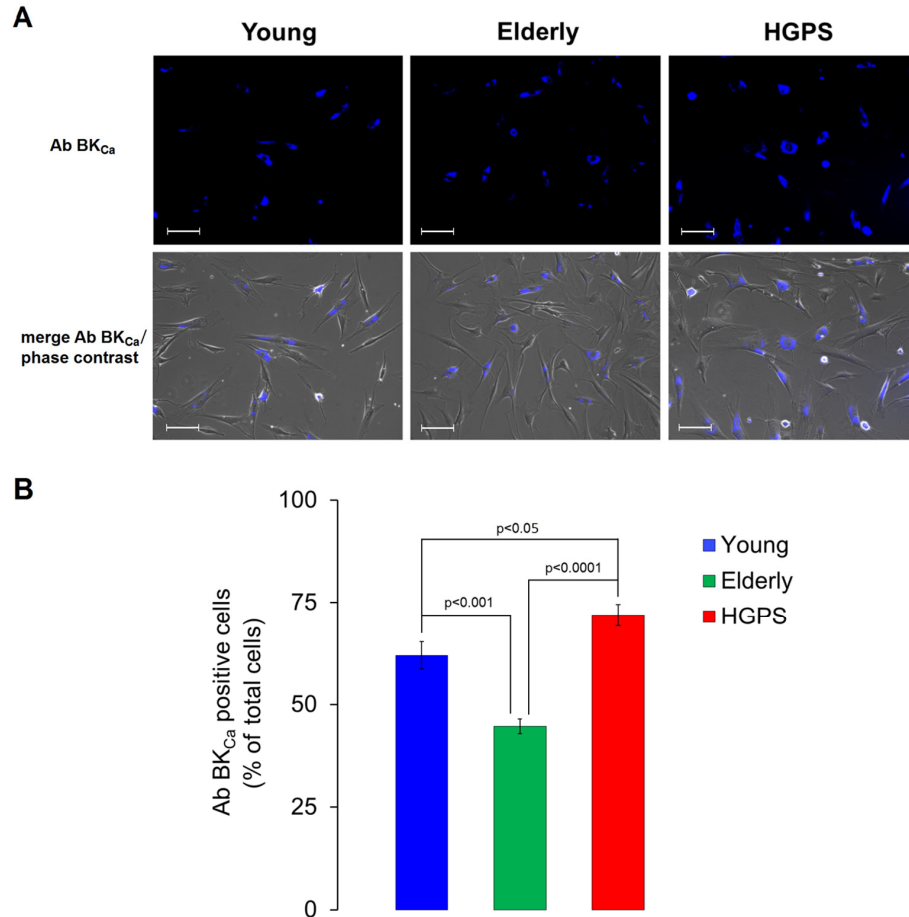 A
Young Elderly HGPS
Ab BKCa
merge Ab BKCa/
phase contrast
B
100
75
50
25
0
Ab BKCa positive cells
(% of total cells)
p<0.05
p<0.0001
p<0.001
Young
Elderly
HGPS